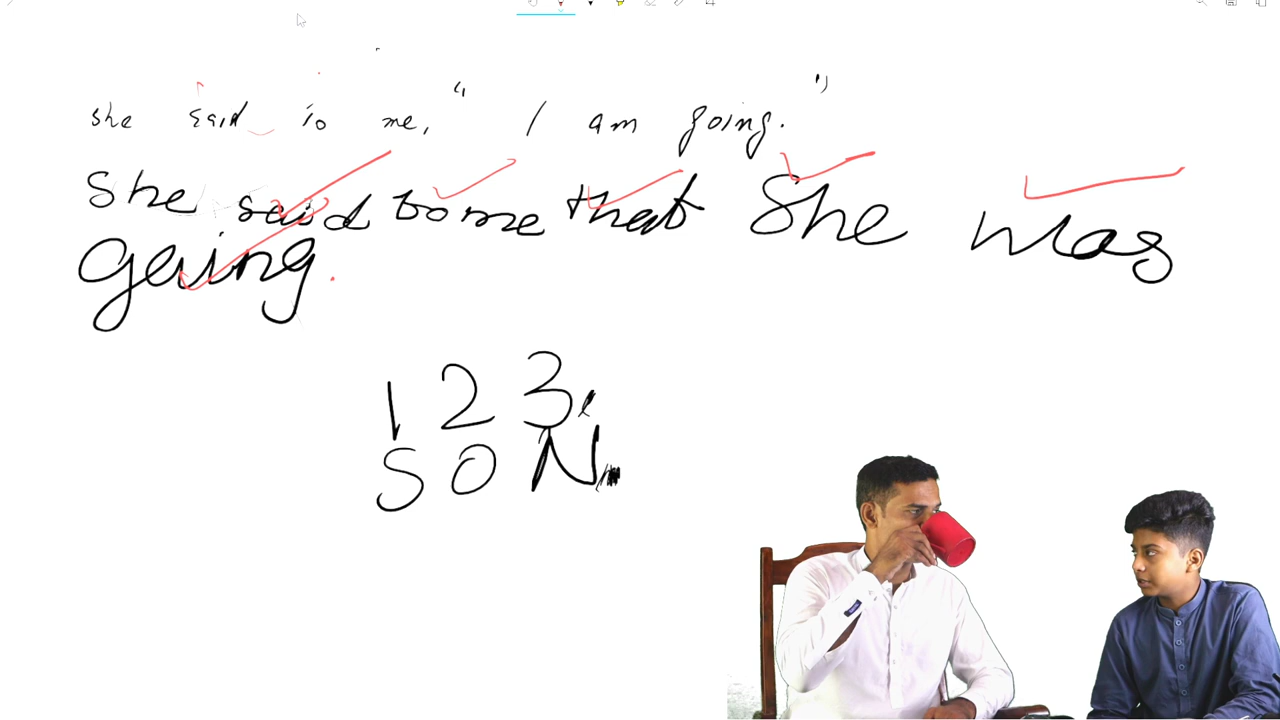 she said to me, " I am going."
She said to me that She was
going.
1 2 3
S O N